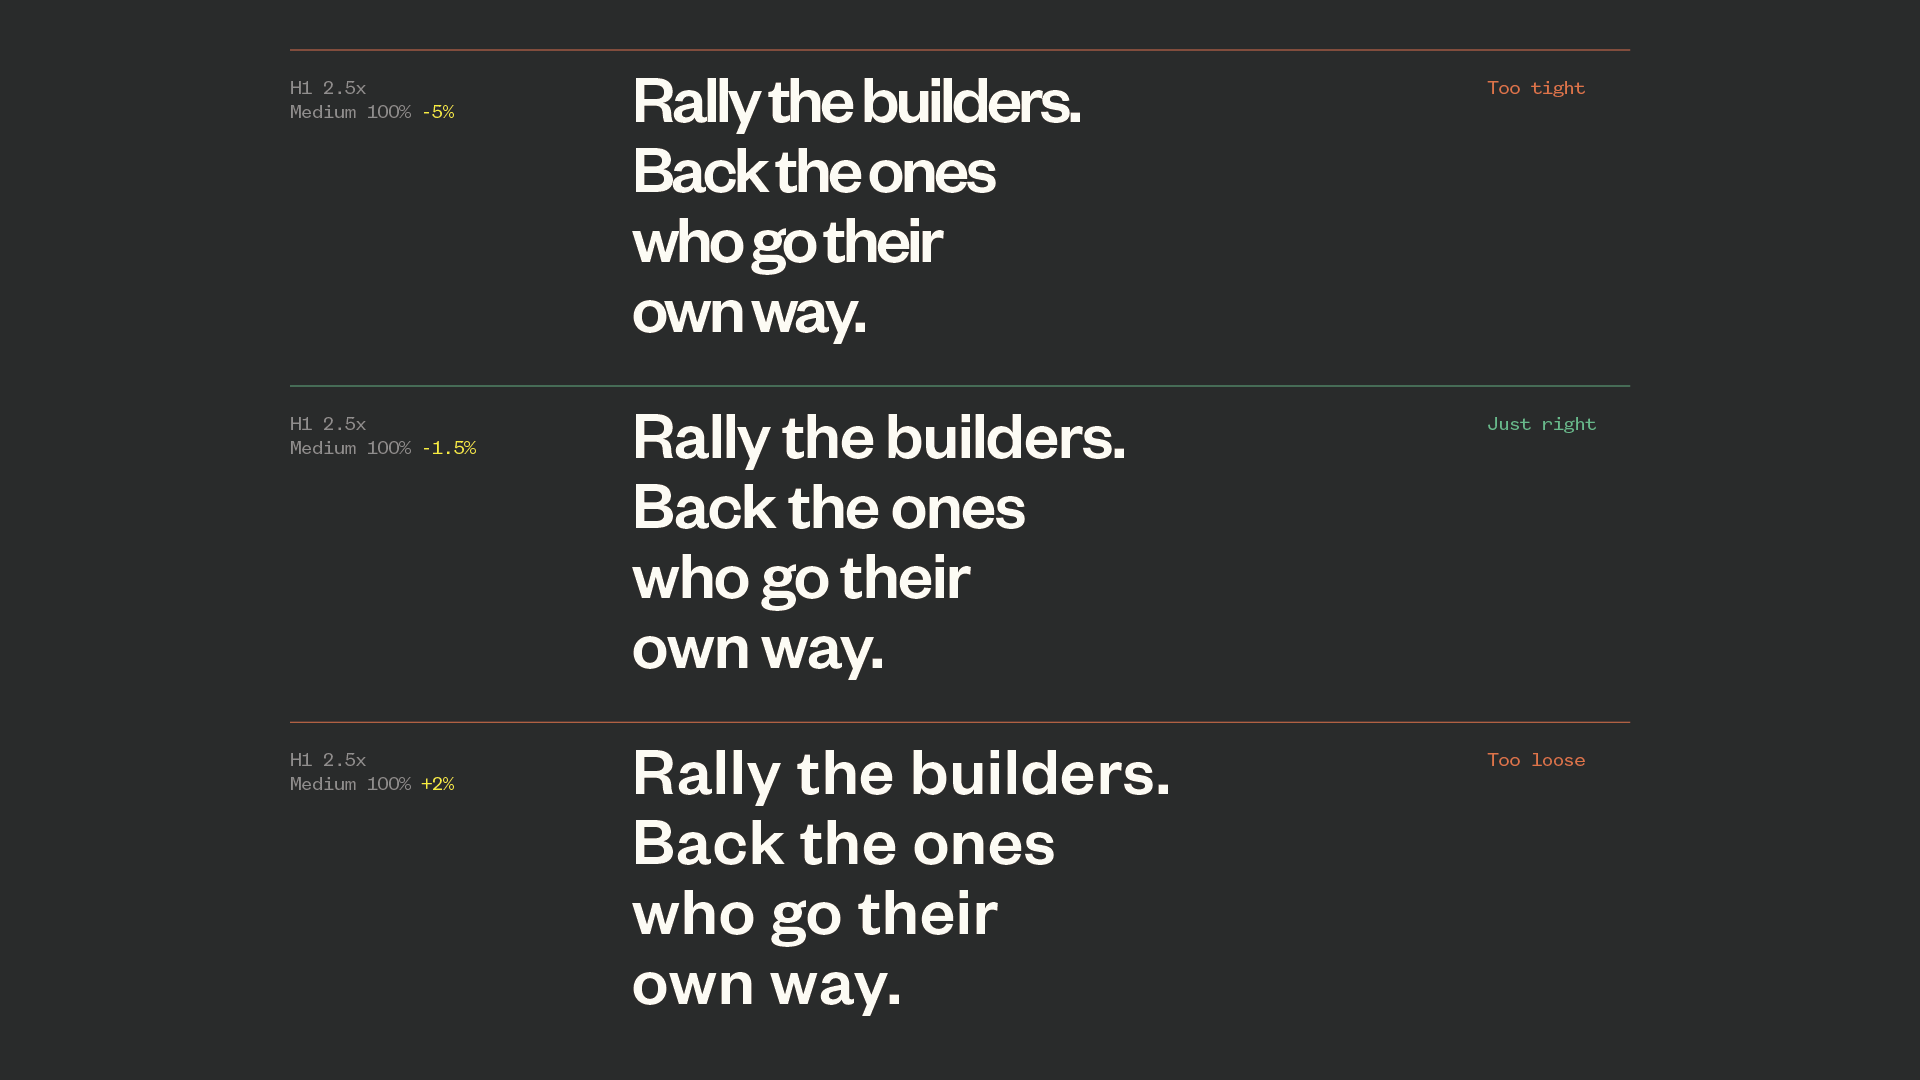 H1 2.5x
Medium 100% -5%
Rally the builders.
Back the ones
who go their
own way.
Too tight
H1 2.5x
Medium 100% -1.5%
Rally the builders.
Back the ones
who go their
own way.
Just right
H1 2.5x
Medium 100% +2%
Rally the builders.
Back the ones
who go their
own way.
Too loose